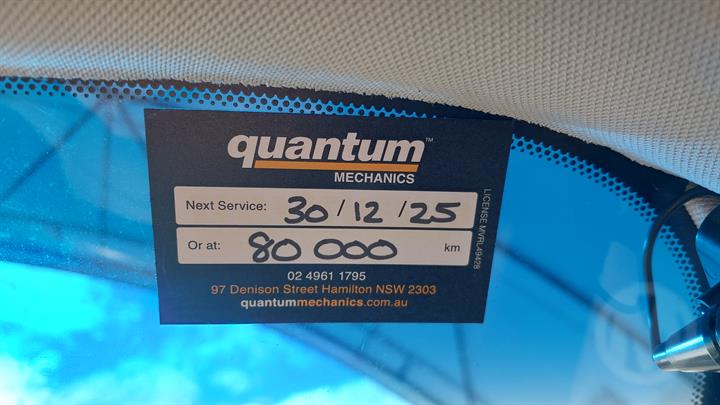 quantum™
MECHANICS
Next Service: 30/12/25
Or at: 80 000 km
02 4961 1795
97 Denison Street Hamilton NSW 2303
quantummechanics.com.au
LICENSE MVRL49428